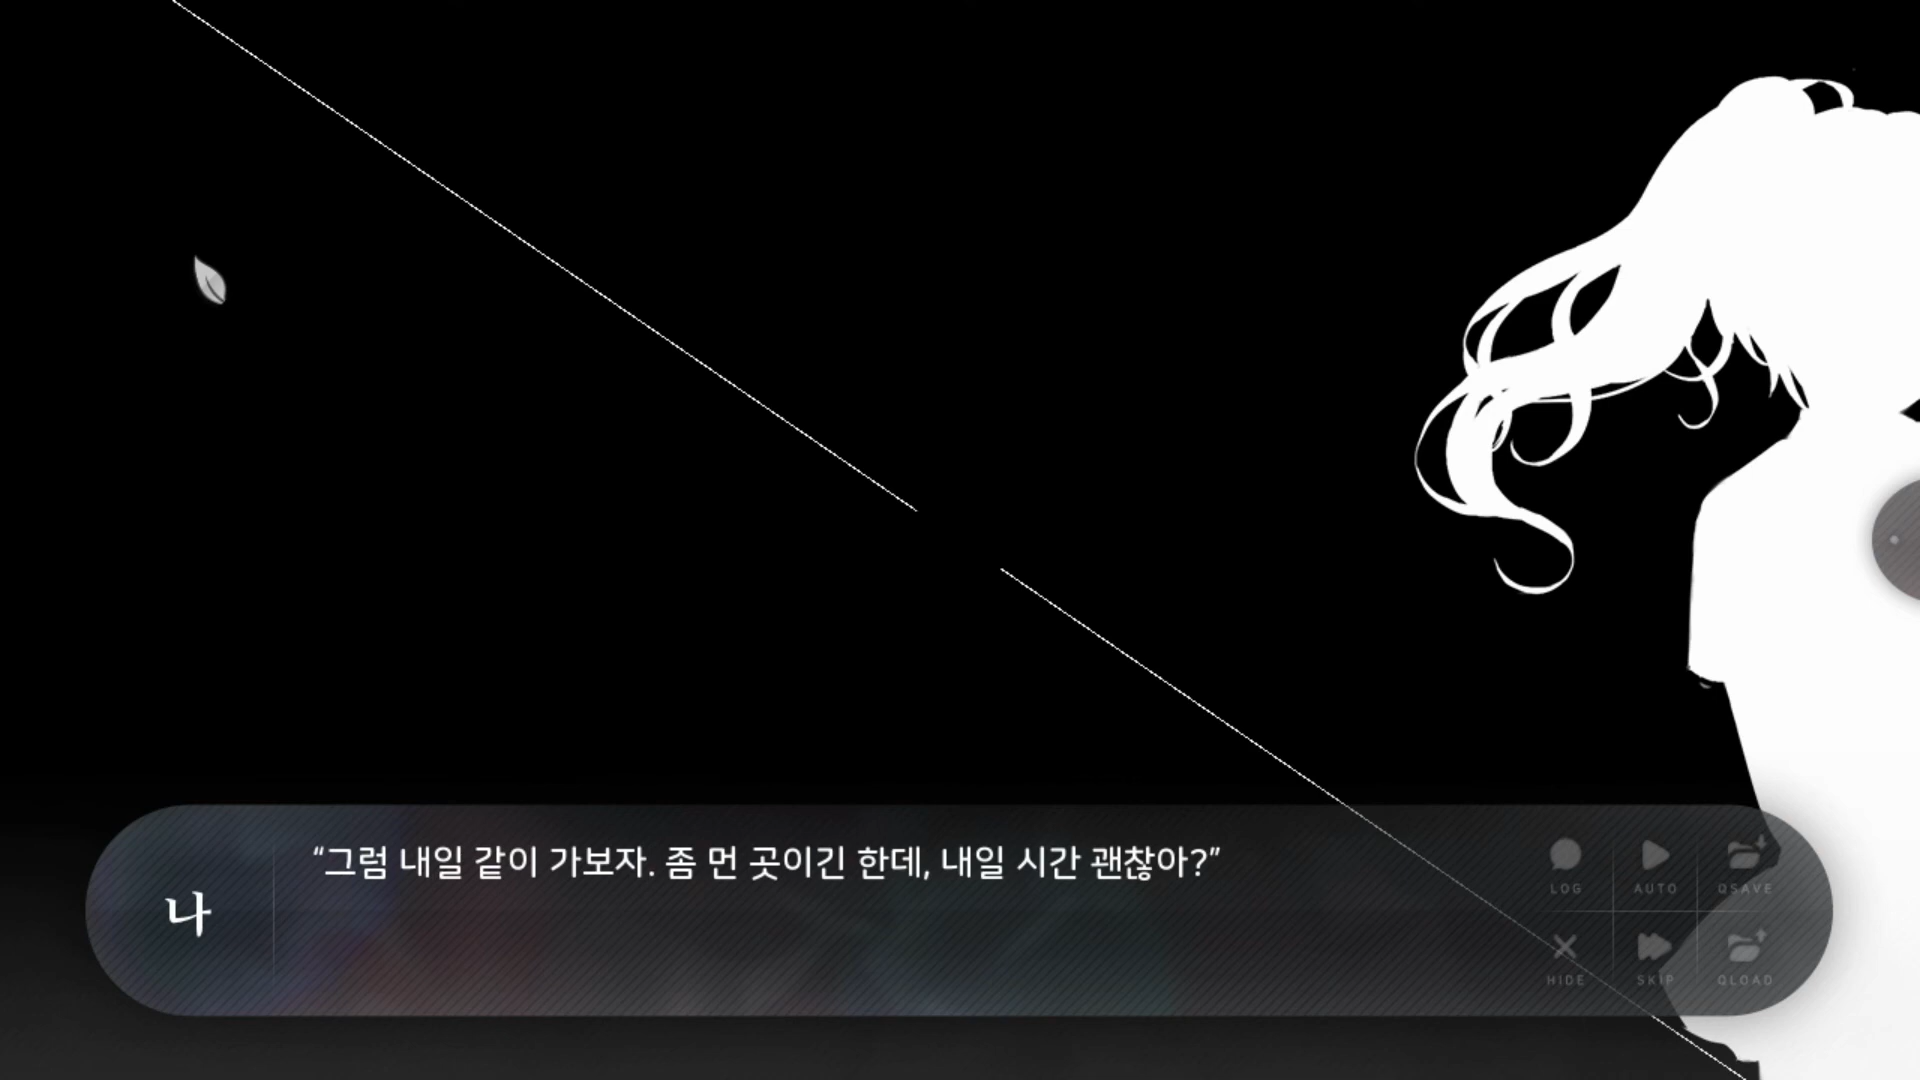 “그럼 내일 같이 가보자. 좀 먼 곳이긴 한데, 내일 시간 괜찮아?”
나
LOG
AUTO
QSAVE
HIDE
SKIP
QLOAD